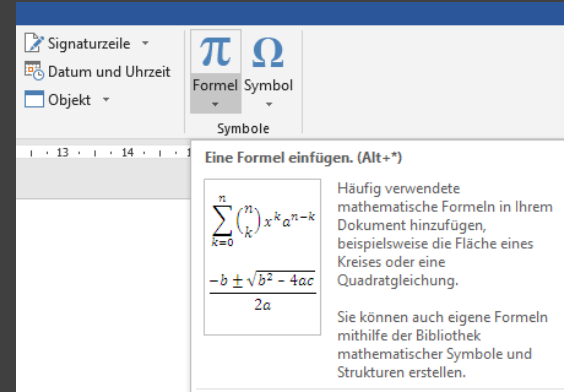 Signaturzeile
Datum und Uhrzeit
Objekt
π Ω
Formel Symbol
Symbole
13 14 1
Eine Formel einfügen. (Alt+*)
n
∑ (n k) x^k a^n−k
k=0
−b ± √b² − 4ac
2a
Häufig verwendete
mathematische Formeln in Ihrem
Dokument hinzufügen,
beispielsweise die Fläche eines
Kreises oder eine
Quadratgleichung.
Sie können auch eigene Formeln
mithilfe der Bibliothek
mathematischer Symbole und
Strukturen erstellen.